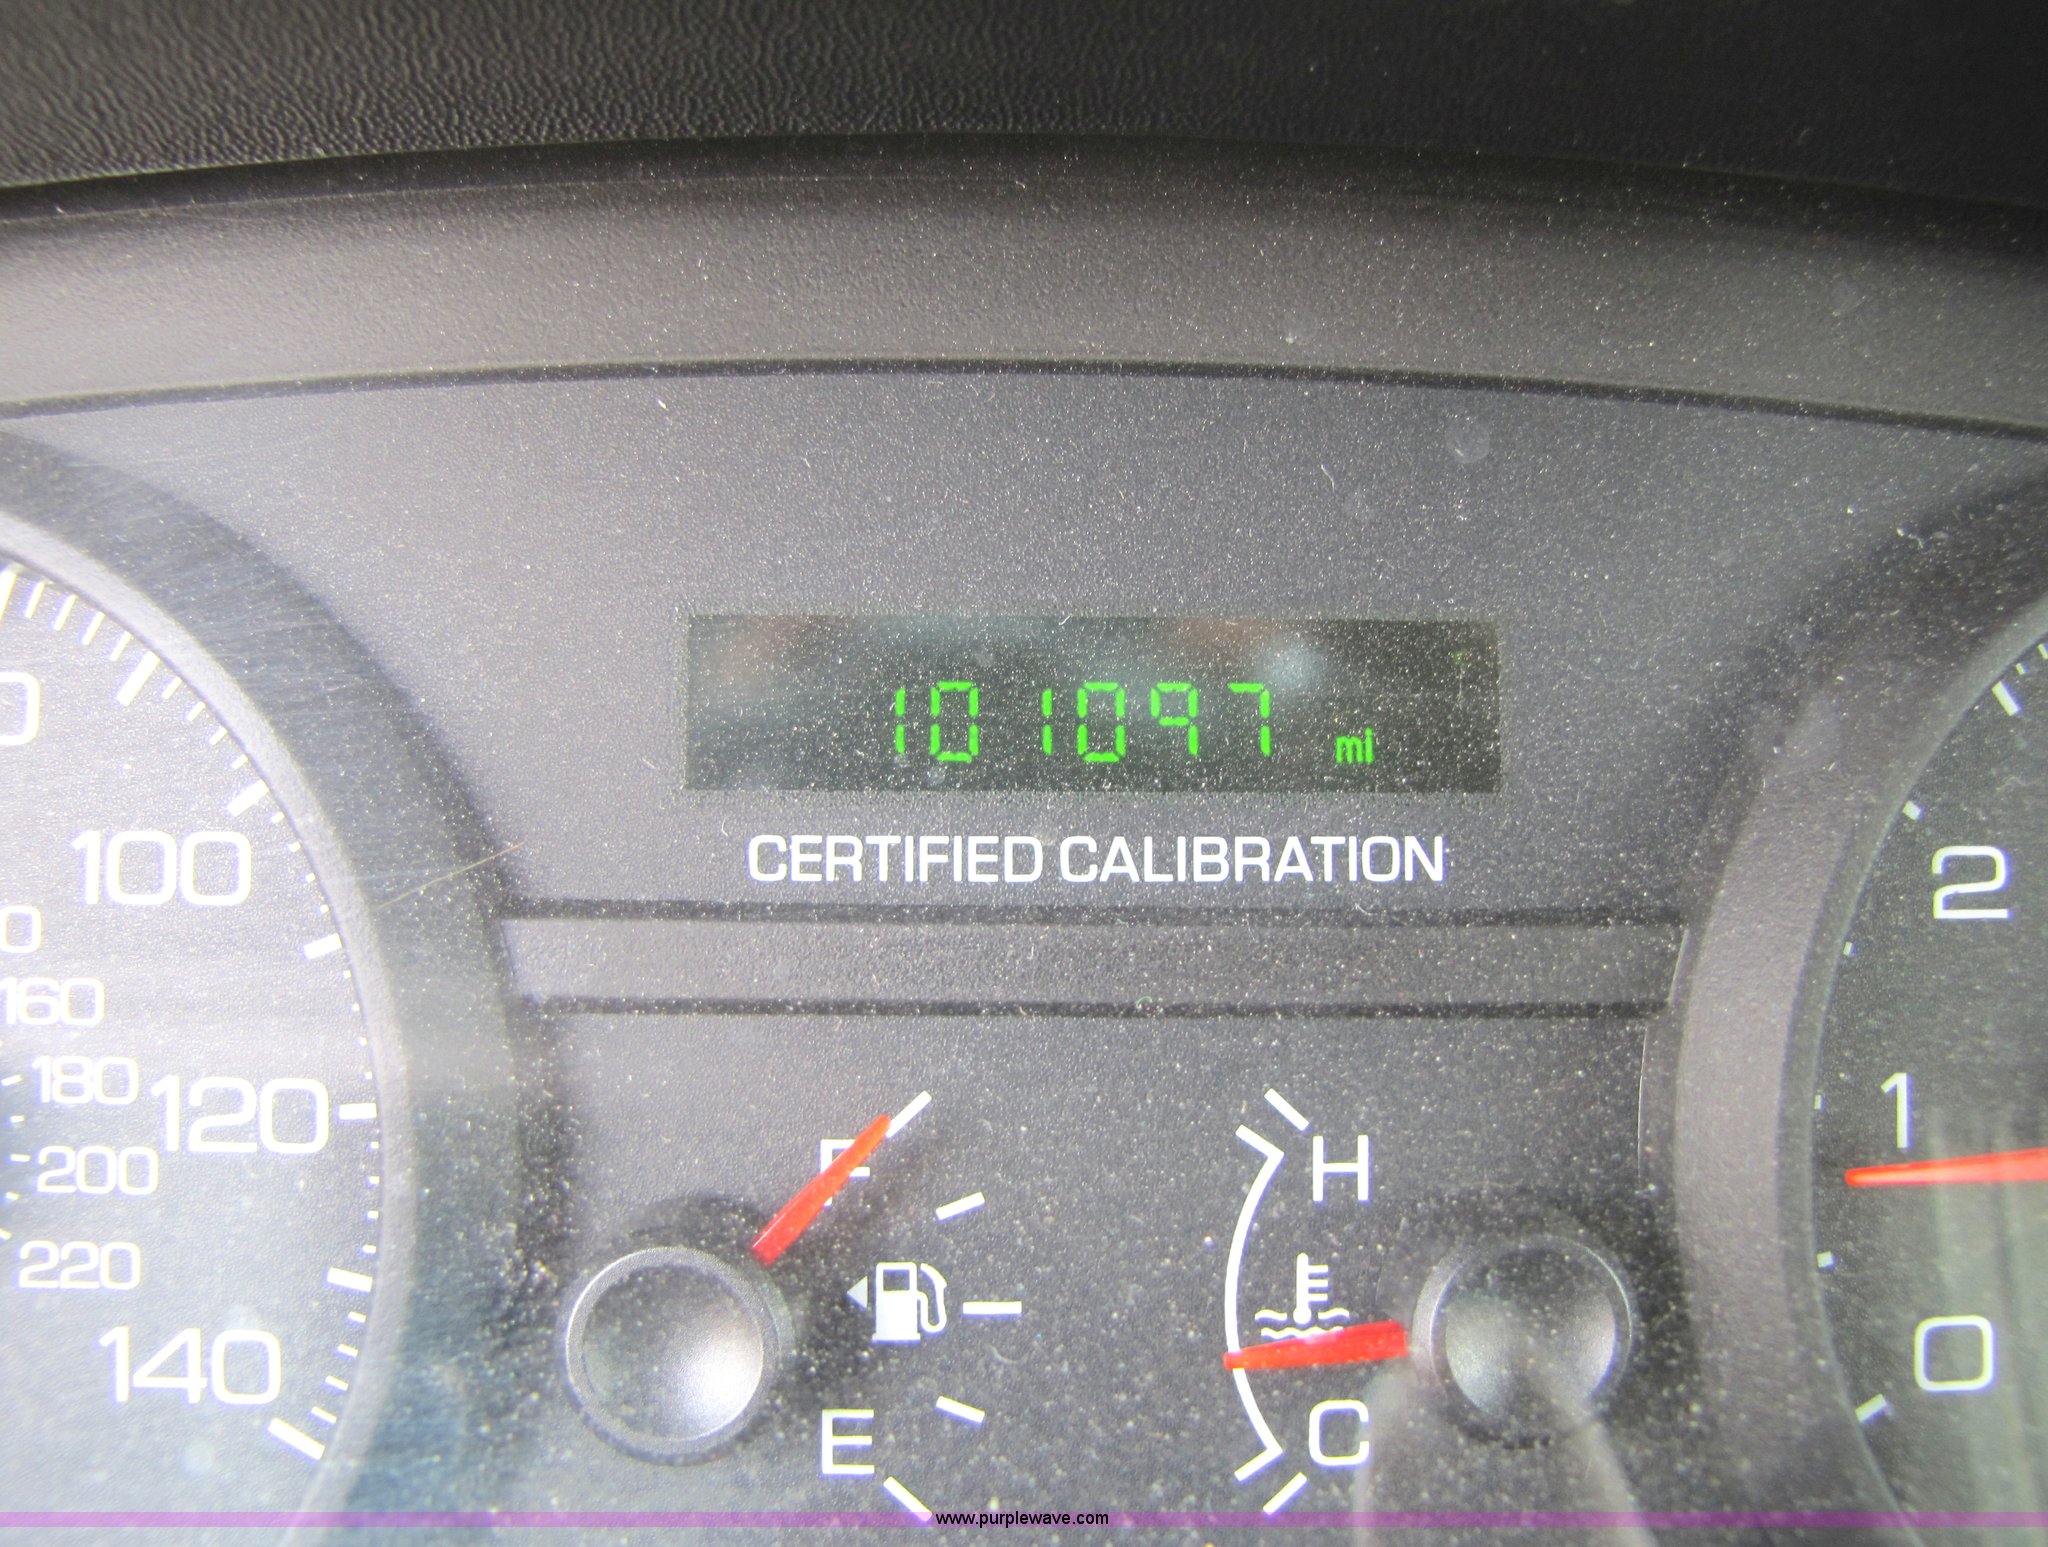 101097 mi
CERTIFIED CALIBRATION
100
160
180
120
200
220
140
F
E
H
C
2
1
0
www.purplewave.com